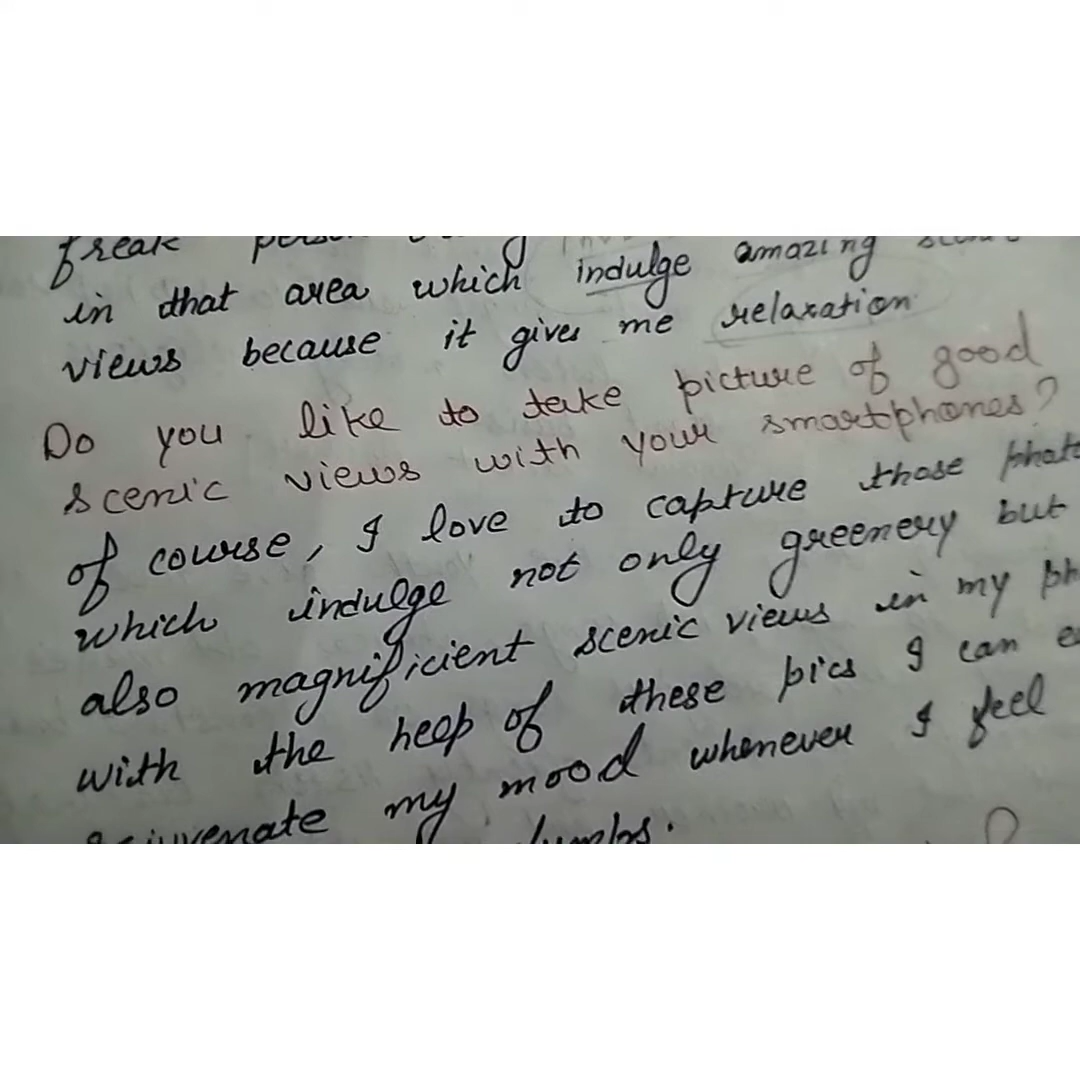 freak
in that area which indulge amazing
views because it gives me relaxation
Do you like to take picture of good
scenic views with your smartphones?
of course, I love to capture those
which indulge not only greenery but
also magnificient scenic views in my
with the help of these pics I can
rejuvenate my mood whenever I feel